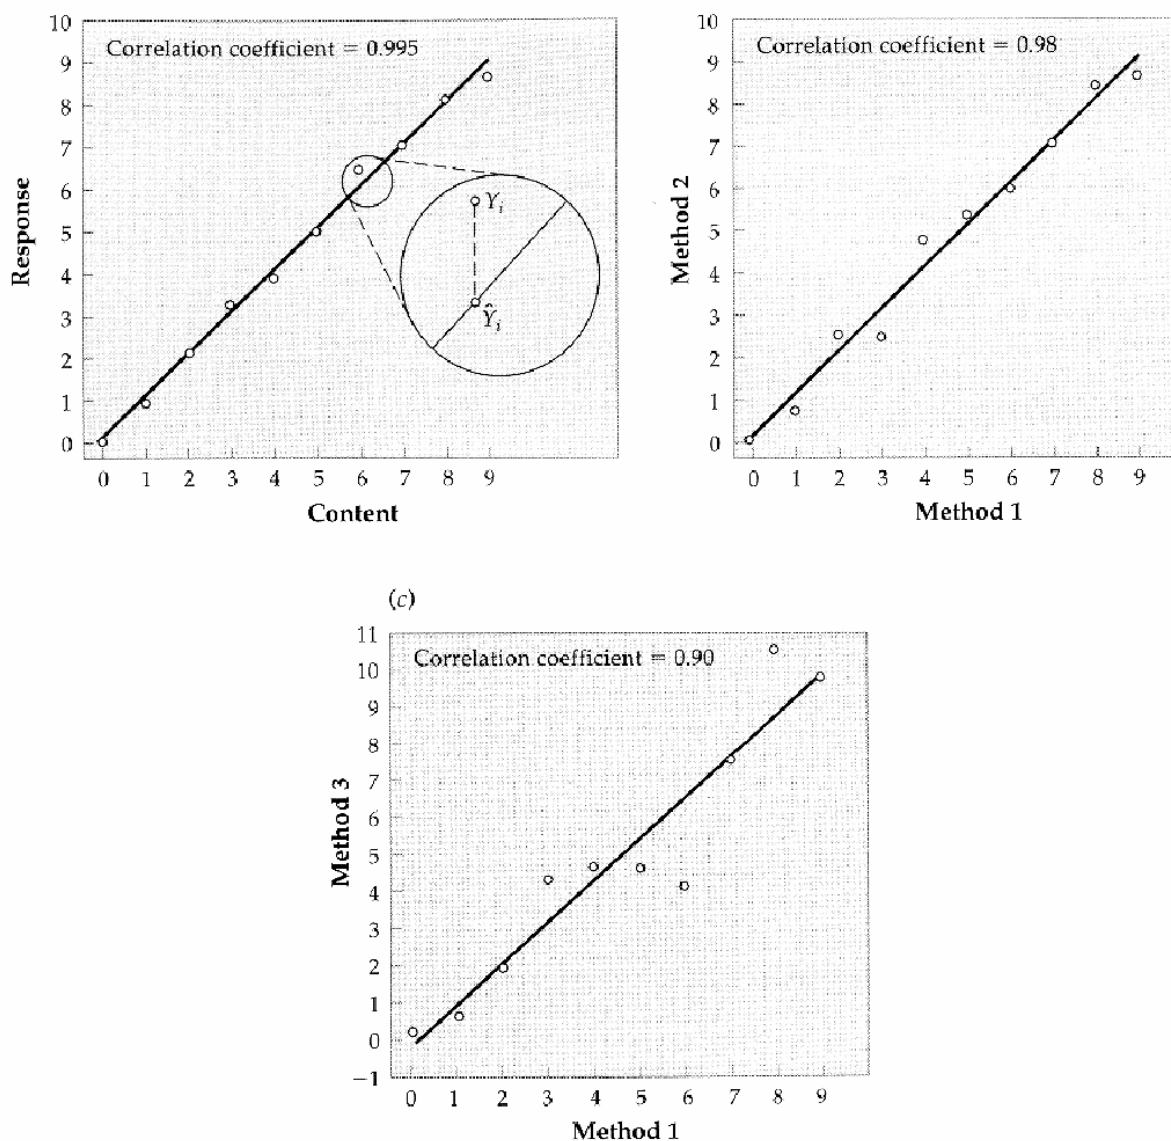 10
9
8
7
6
5
4
3
2
1
0
Correlation coefficient = 0.995
Response
Yᵢ
Ŷᵢ
0 1 2 3 4 5 6 7 8 9
Content
10
9
8
7
6
5
4
3
2
1
0
Correlation coefficient = 0.98
Method 2
0 1 2 3 4 5 6 7 8 9
Method 1
(c)
11
10
9
8
7
6
5
4
3
2
1
0
−1
Correlation coefficient = 0.90
Method 3
0 1 2 3 4 5 6 7 8 9
Method 1